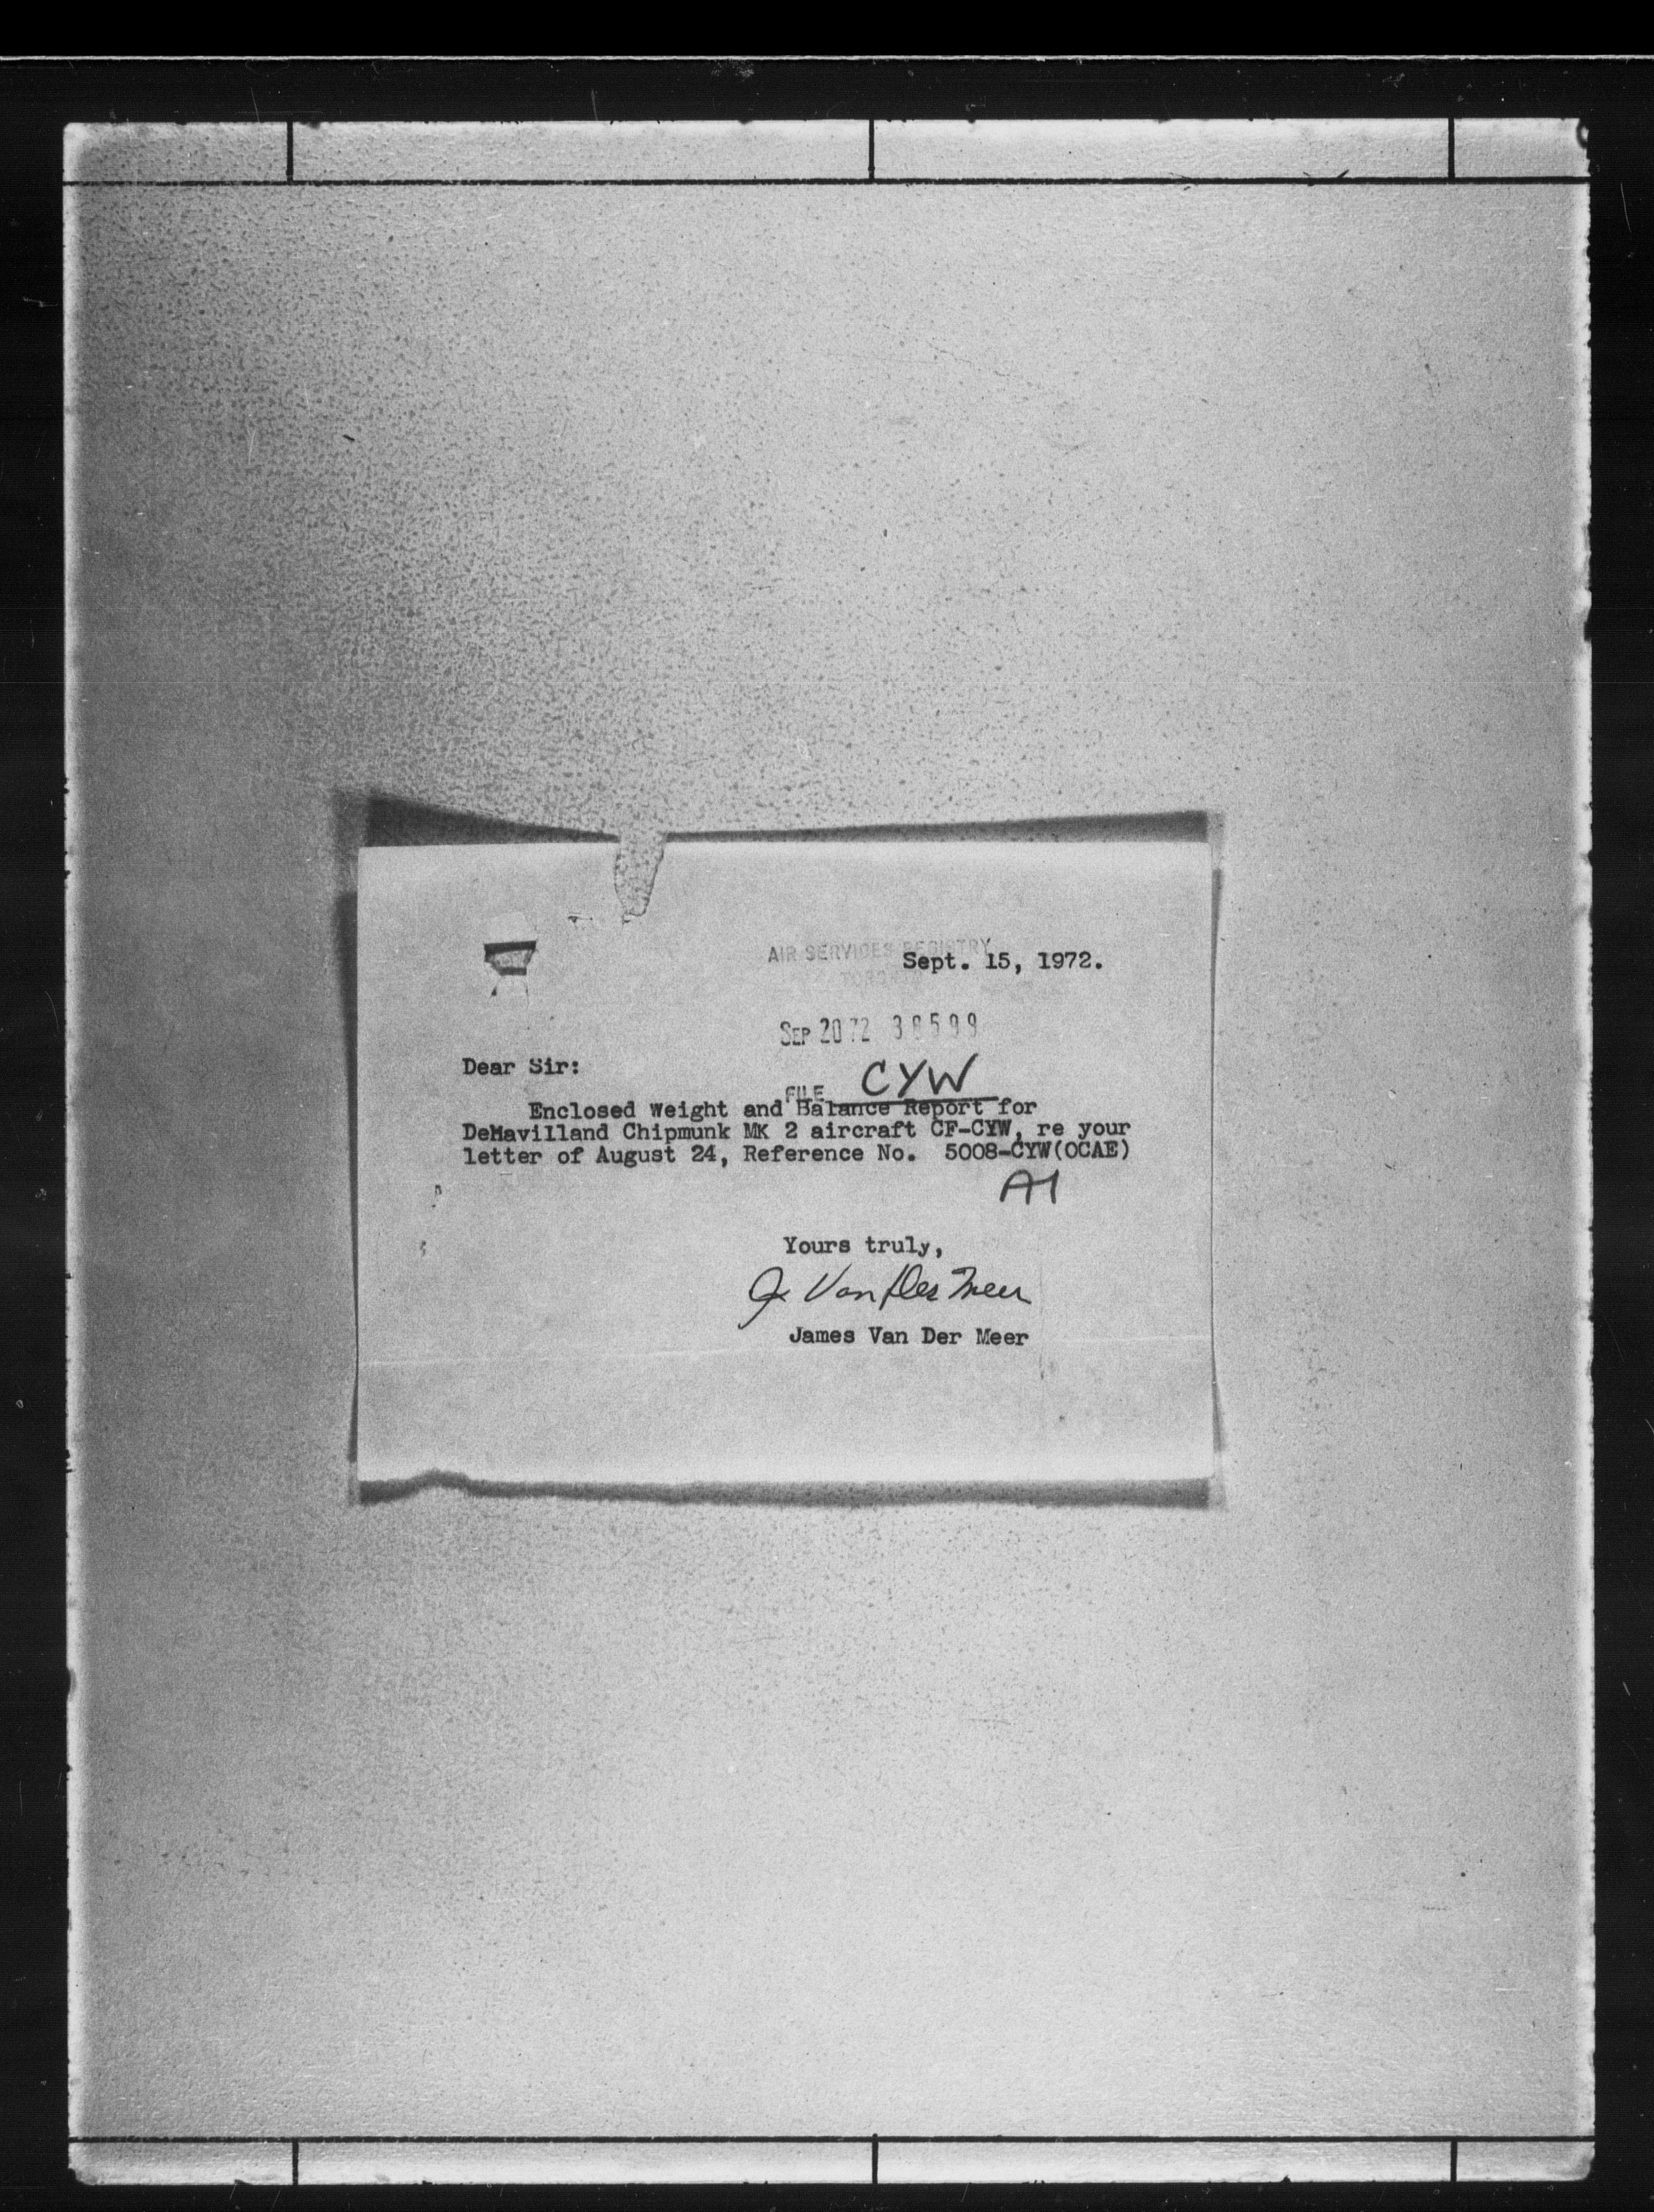 AIR SERVICES REGISTRY
Sept. 15, 1972.
SEP 20 72
Dear Sir:
FILE CYW
Enclosed Weight and Balance Report for
DeHavilland Chipmunk MK 2 aircraft CF-CYW, re your
letter of August 24, Reference No. 5008-CYW(OCAE)
A1
Yours truly,
J. Van Der Meer
James Van Der Meer